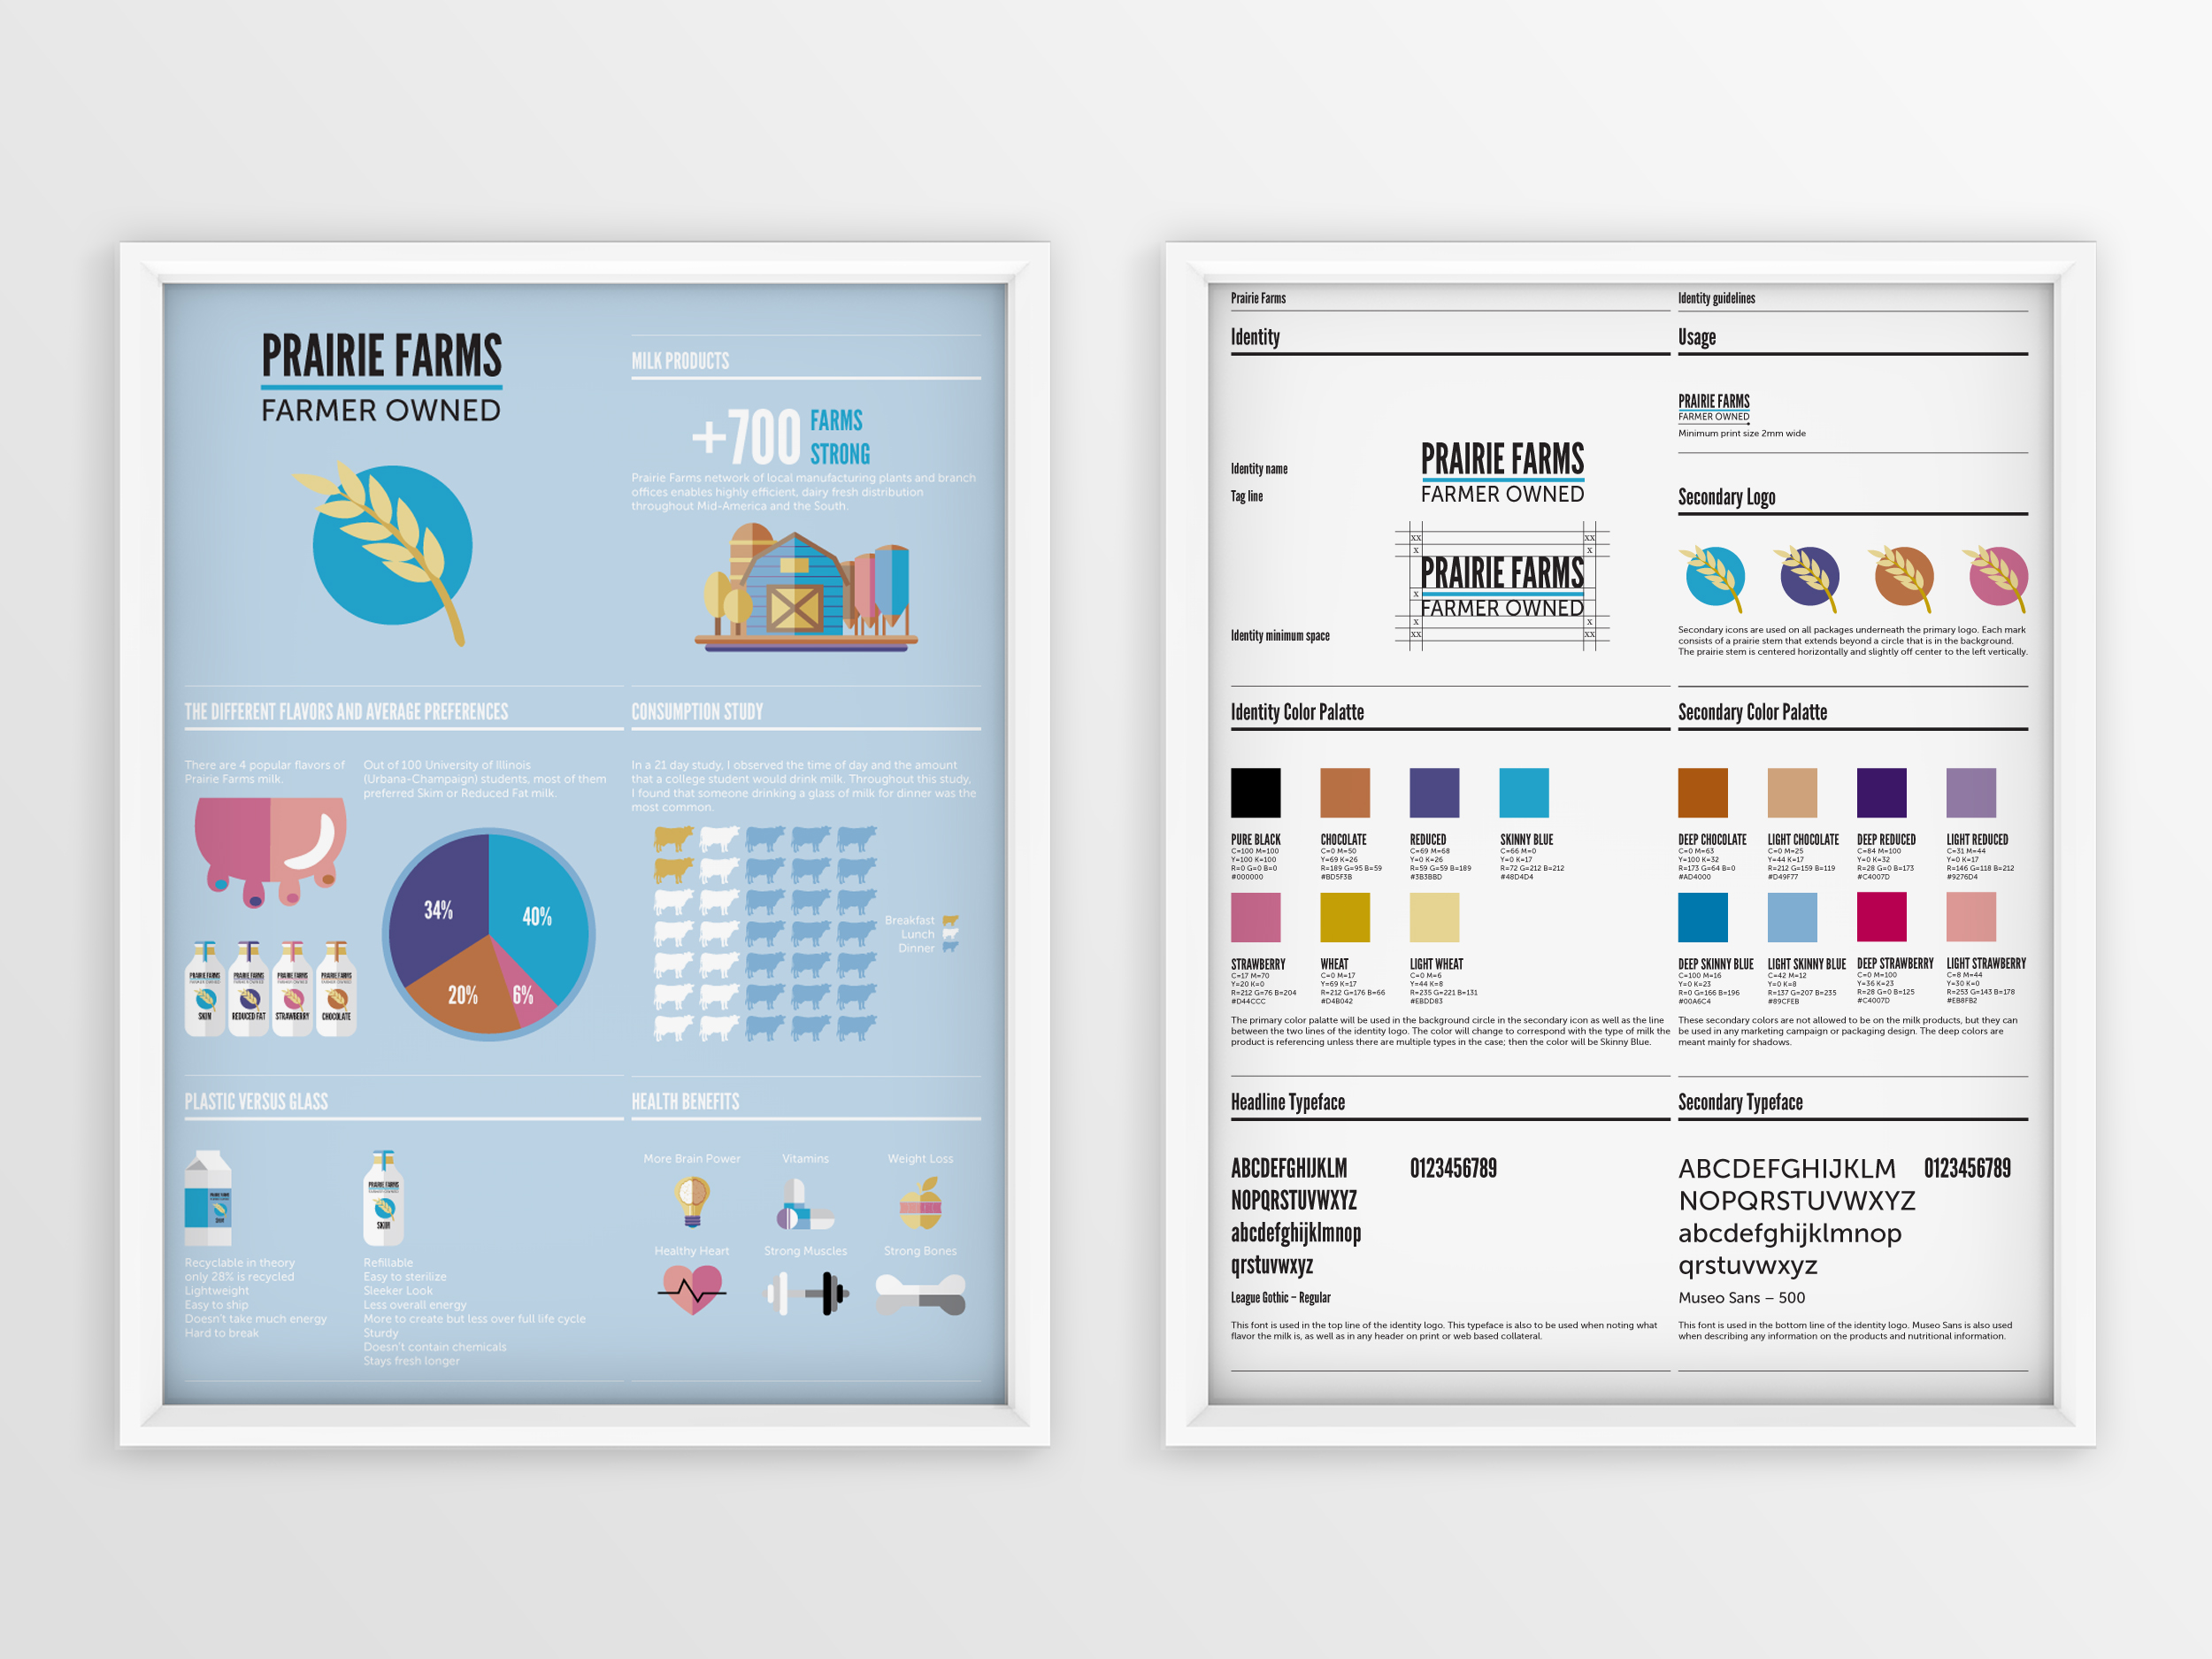 PRAIRIE FARMS
FARMER OWNED
MILK PRODUCTS
+700 FARMS
STRONG
Prairie Farms network of local manufacturing plants and branch
offices enables highly efficient, dairy fresh distribution
throughout Mid-America and the South.
THE DIFFERENT FLAVORS AND AVERAGE PREFERENCES
There are 4 popular flavors of
Prairie Farms milk.
Out of 100 University of Illinois
(Urbana-Champaign) students, most of them
preferred Skim or Reduced Fat milk.
34%
40%
20%
6%
PRAIRIE FARMS
FARMER OWNED
SKIM
PRAIRIE FARMS
FARMER OWNED
REDUCED FAT
PRAIRIE FARMS
FARMER OWNED
STRAWBERRY
PRAIRIE FARMS
FARMER OWNED
CHOCOLATE
CONSUMPTION STUDY
In a 21 day study, I observed the time of day and the amount
that a college student would drink milk. Throughout this study,
I found that someone drinking a glass of milk for dinner was the
most common.
Breakfast
Lunch
Dinner
PLASTIC VERSUS GLASS
PRAIRIE FARMS
FARMER OWNED
SKIM
Recyclable in theory
only 28% is recycled
Lightweight
Easy to ship
Doesn't take much energy
Hard to break
Refillable
Easy to sterilize
Sleeker Look
Less overall energy
More to create but less over full life cycle
Sturdy
Doesn't contain chemicals
Stays fresh longer
HEALTH BENEFITS
More Brain Power
Vitamins
Weight Loss
Healthy Heart
Strong Muscles
Strong Bones
Prairie Farms
Identity
Identity name
Tag line
PRAIRIE FARMS
FARMER OWNED
xx xx
x x
PRAIRIE FARMS
x
FARMER OWNED
x x
xx xx
Identity minimum space
Identity guidelines
Usage
PRAIRIE FARMS
FARMER OWNED
Minimum print size 2mm wide
Secondary Logo
Secondary icons are used on all packages underneath the primary logo. Each mark
consists of a prairie stem that extends beyond a circle that is in the background.
The prairie stem is centered horizontally and slightly off center to the left vertically.
Identity Color Palatte
PURE BLACK
C=100 M=100
Y=100 K=100
R=0 G=0 B=0
#000000
CHOCOLATE
C=0 M=50
Y=69 K=26
R=189 G=95 B=59
#BD5F3B
REDUCED
C=69 M=68
Y=0 K=26
R=59 G=59 B=189
#3B3BBD
SKINNY BLUE
C=66 M=0
Y=0 K=17
R=72 G=212 B=212
#48D4D4
STRAWBERRY
C=17 M=70
Y=20 K=0
R=212 G=76 B=204
#D44CCC
WHEAT
C=0 M=17
Y=69 K=17
R=212 G=176 B=66
#D4B042
LIGHT WHEAT
C=0 M=6
Y=44 K=8
R=235 G=221 B=131
#EBDD83
The primary color palatte will be used in the background circle in the secondary icon as well as the line
between the two lines of the identity logo. The color will change to correspond with the type of milk the
product is referencing unless there are multiple types in the case; then the color will be Skinny Blue.
Secondary Color Palatte
DEEP CHOCOLATE
C=0 M=63
Y=100 K=32
R=173 G=64 B=0
#AD4000
LIGHT CHOCOLATE
C=0 M=25
Y=44 K=17
R=212 G=159 B=119
#D49F77
DEEP REDUCED
C=84 M=100
Y=0 K=32
R=28 G=0 B=173
#C4007D
LIGHT REDUCED
C=31 M=44
Y=0 K=17
R=146 G=118 B=212
#9276D4
DEEP SKINNY BLUE
C=100 M=16
Y=0 K=23
R=0 G=166 B=196
#00A6C4
LIGHT SKINNY BLUE
C=42 M=12
Y=0 K=8
R=137 G=207 B=235
#89CFEB
DEEP STRAWBERRY
C=0 M=100
Y=36 K=23
R=28 G=0 B=125
#C4007D
LIGHT STRAWBERRY
C=8 M=44
Y=30 K=0
R=253 G=143 B=178
#EB8FB2
These secondary colors are not allowed to be on the milk products, but they can
be used in any marketing campaign or packaging design. The deep colors are
meant mainly for shadows.
Headline Typeface
ABCDEFGHIJKLM
NOPQRSTUVWXYZ
abcdefghijklmnop
qrstuvwxyz
0123456789
League Gothic – Regular
This font is used in the top line of the identity logo. This typeface is also to be used when noting what
flavor the milk is, as well as in any header on print or web based collateral.
Secondary Typeface
ABCDEFGHIJKLM
NOPQRSTUVWXYZ
abcdefghijklmnop
qrstuvwxyz
0123456789
Museo Sans – 500
This font is used in the bottom line of the identity logo. Museo Sans is also used
when describing any information on the products and nutritional information.